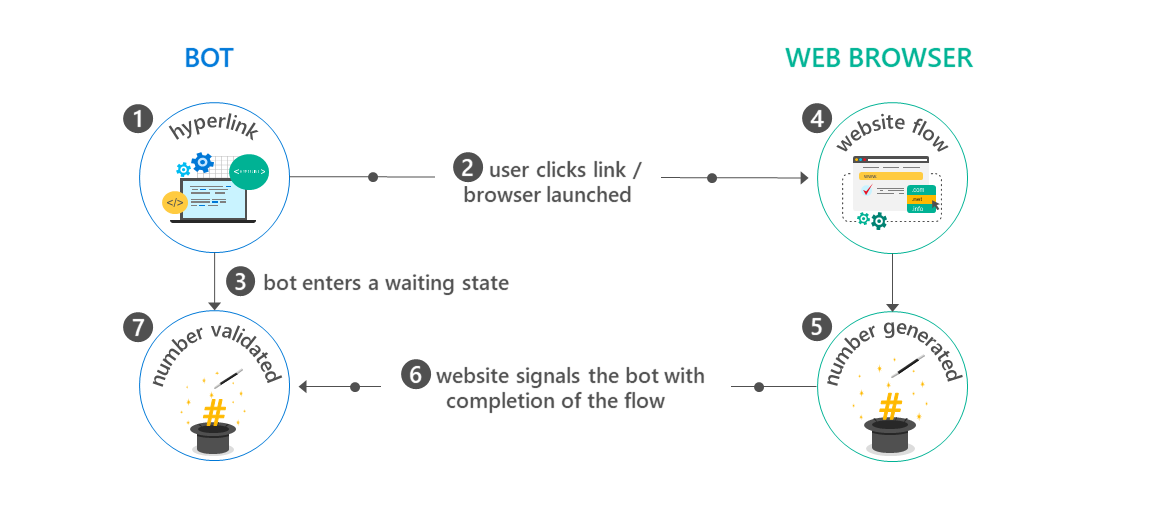 BOT
WEB BROWSER
1
hyperlink
</>
2 user clicks link /
browser launched
4
website flow
www
.com
.net
.info
3 bot enters a waiting state
7
number validated
#
6 website signals the bot with
completion of the flow
5
number generated
#